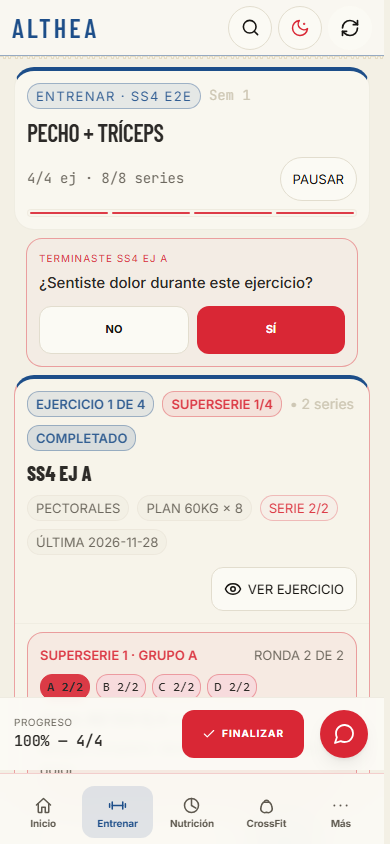 ALTHEA
ENTRENAR · SS4 E2E Sem 1
PECHO + TRÍCEPS
4/4 ej · 8/8 series
PAUSAR
TERMINASTE SS4 EJ A
¿Sentiste dolor durante este ejercicio?
NO SÍ
EJERCICIO 1 DE 4 SUPERSERIE 1/4 • 2 series
COMPLETADO
SS4 EJ A
PECTORALES PLAN 60KG × 8 SERIE 2/2
ÚLTIMA 2026-11-28
VER EJERCICIO
SUPERSERIE 1 · GRUPO A RONDA 2 DE 2
A 2/2 B 2/2 C 2/2 D 2/2
PROGRESO
100% — 4/4
FINALIZAR
Inicio Entrenar Nutrición CrossFit Más